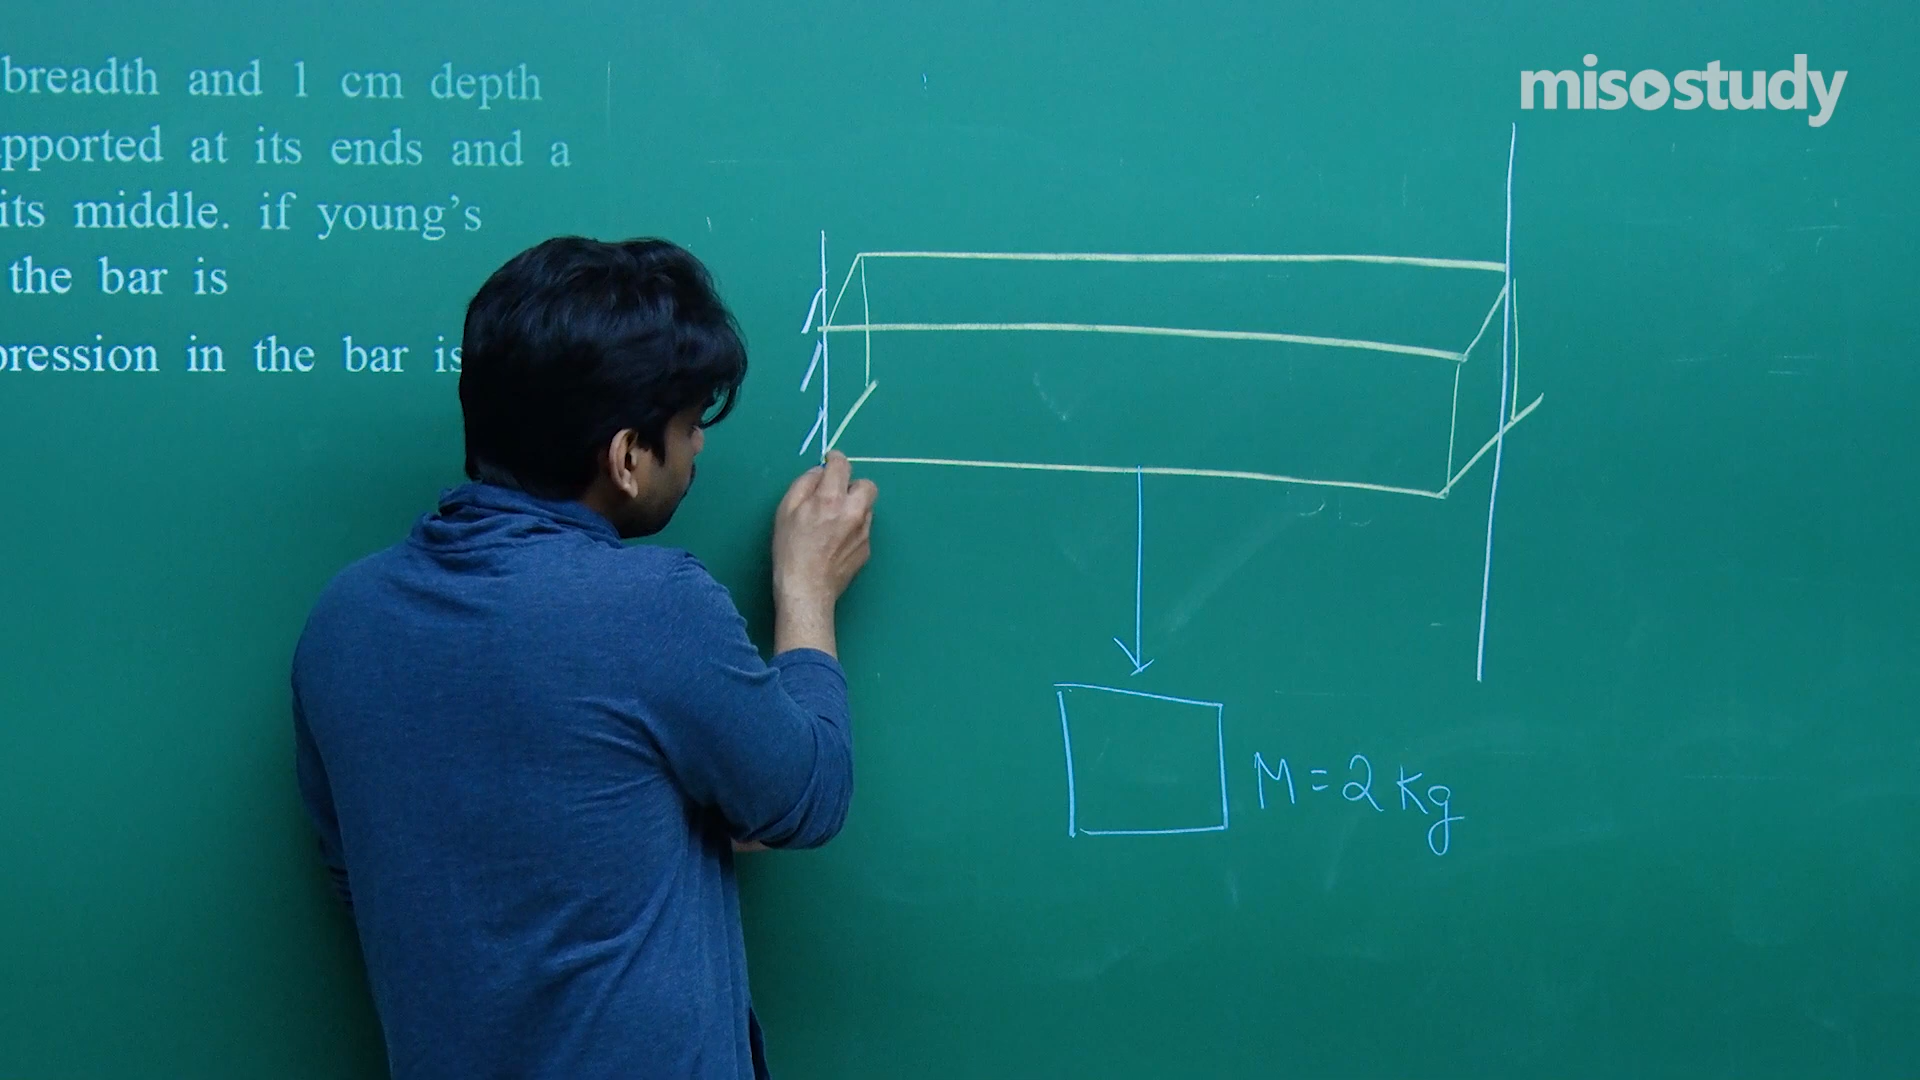 breadth and 1 cm depth
pported at its ends and a
its middle. if young's
the bar is
pression in the bar is
misostudy
M = 2 Kg